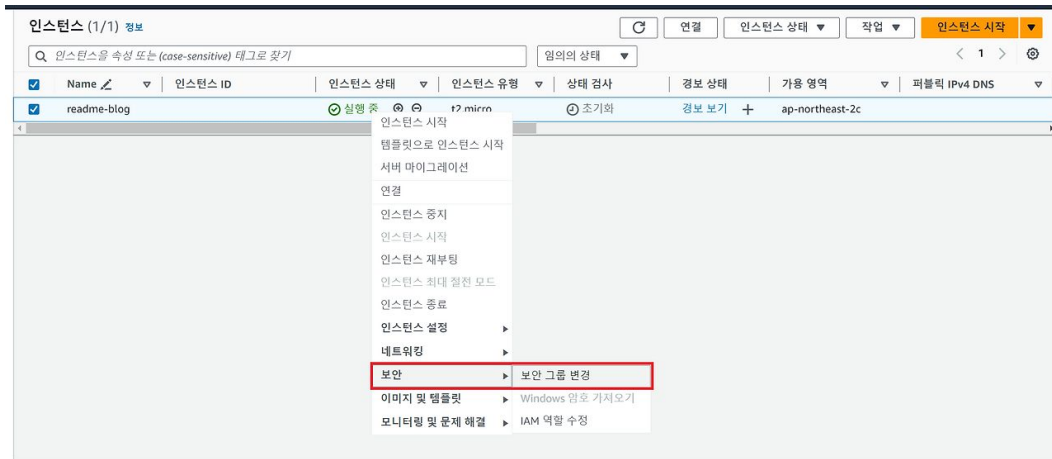 인스턴스 (1/1) 정보 연결 인스턴스 상태 작업 인스턴스 시작
인스턴스을 속성 또는 (case-sensitive) 태그로 찾기 임의의 상태 1
Name 인스턴스 ID 인스턴스 상태 인스턴스 유형 상태 검사 경보 상태 가용 영역 퍼블릭 IPv4 DNS
readme-blog 실행 중 t2.micro 초기화 경보 보기 ap-northeast-2c
인스턴스 시작
템플릿으로 인스턴스 시작
서버 마이그레이션
연결
인스턴스 중지
인스턴스 시작
인스턴스 재부팅
인스턴스 최대 절전 모드
인스턴스 종료
인스턴스 설정
네트워킹
보안 보안 그룹 변경
이미지 및 템플릿 Windows 암호 가져오기
모니터링 및 문제 해결 IAM 역할 수정